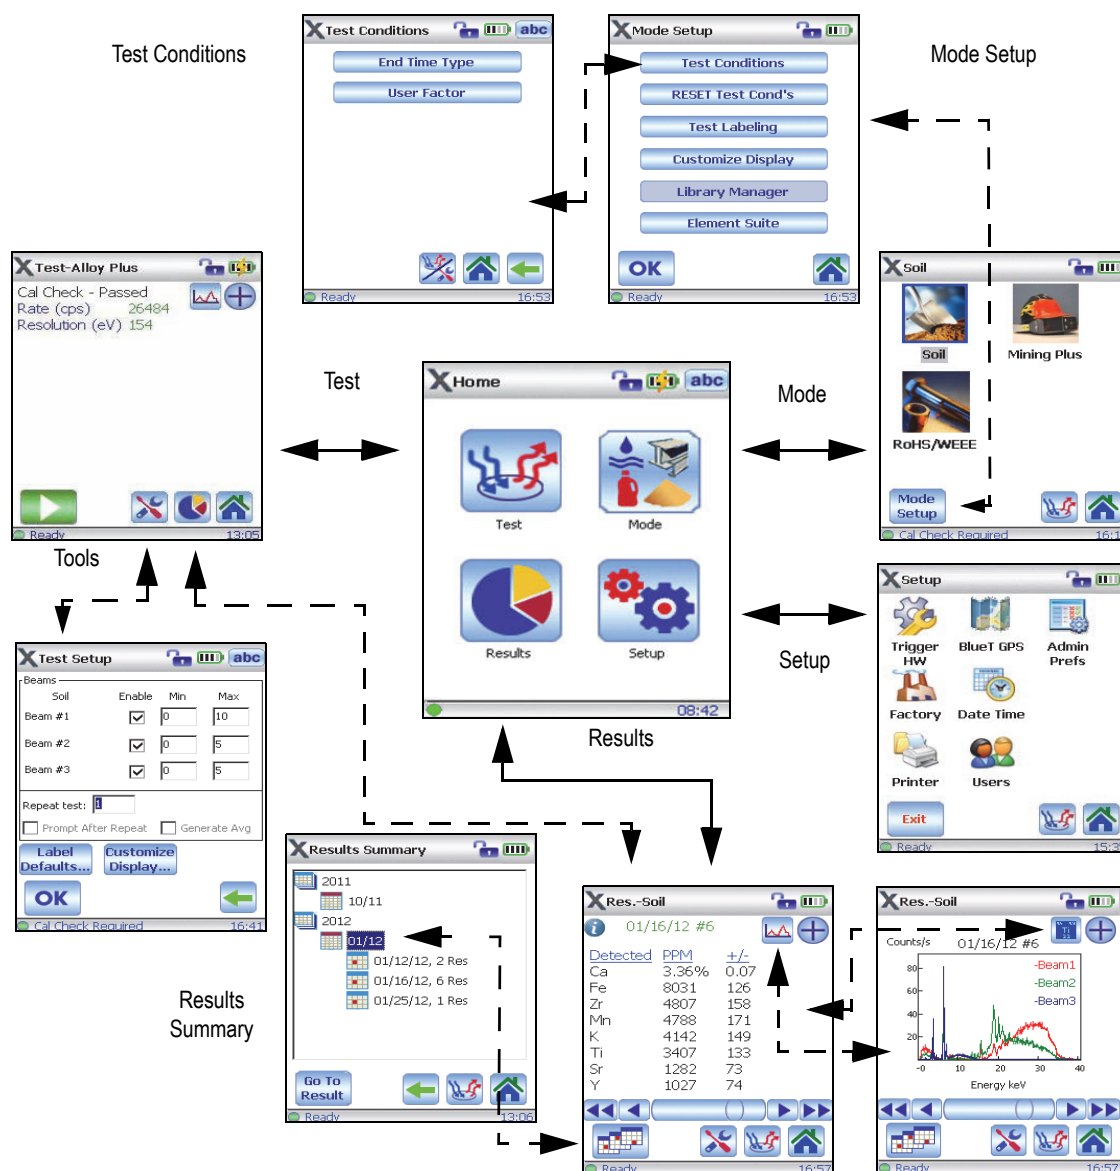 Test Conditions
Test Conditions abc
End Time Type
User Factor
Ready 16:53
Mode Setup
Test Conditions
RESET Test Cond's
Test Labeling
Customize Display
Library Manager
Element Suite
OK
Ready 16:53
Mode Setup
Test-Alloy Plus
Cal Check - Passed
Rate (cps) 26484
Resolution (eV) 154
Ready 13:05
Test
Home abc
Test
Mode
Results
Setup
08:42
Mode
Soil
Soil
Mining Plus
RoHS/WEEE
Mode
Setup
Cal Check Required 16:1
Tools
Setup
Setup
Trigger
HW
BlueT GPS
Admin
Prefs
Factory
Date Time
Printer
Users
Exit
Ready 15:3
Test Setup abc
Beams
Soil Enable Min Max
Beam #1 0 10
Beam #2 0 5
Beam #3 0 5
Repeat test: 1
Prompt After Repeat Generate Avg
Label
Defaults...
Customize
Display...
OK
Cal Check Required 16:41
Results
Results
Summary
Results Summary
2011
10/11
2012
01/12
01/12/12, 2 Res
01/16/12, 6 Res
01/25/12, 1 Res
Go To
Result
Ready 13:06
Res.-Soil
01/16/12 #6
Detected PPM +/-
Ca 3.36% 0.07
Fe 8031 126
Zr 4807 158
Mn 4788 171
K 4142 149
Ti 3407 133
Sr 1282 73
Y 1027 74
Ready 16:57
Res.-Soil
Ti
Counts/s 01/16/12 #6
-Beam1
-Beam2
-Beam3
80
60
40
20
-0 10 20 30 40
Energy keV
Ready 16:57